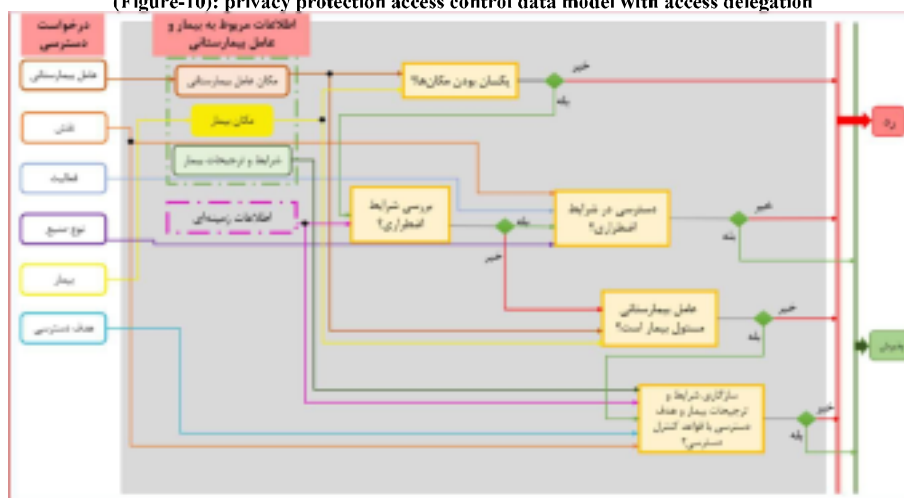 (Figure-10): privacy protection access control data model with access delegation
درخواست
دسترسی
اطلاعات مربوط به بیمار و
عامل بیمارستانی
عامل بیمارستانی
نقش
فعالیت
نوع منبع
بیمار
هدف دسترسی
مکان عامل بیمارستانی
مکان بیمار
شرایط و ترجیحات بیمار
اطلاعات زمینه‌ای
یکسان بودن مکان‌ها؟
خیر
بله
بررسی شرایط
اضطراری؟
بله
خیر
دسترسی در شرایط
اضطراری؟
خیر
بله
عامل بیمارستانی
مسئول بیمار است؟
خیر
بله
سازگاری شرایط و
ترجیحات بیمار و هدف
دسترسی با قواعد کنترل
دسترسی؟
خیر
بله
رد
پذیرش